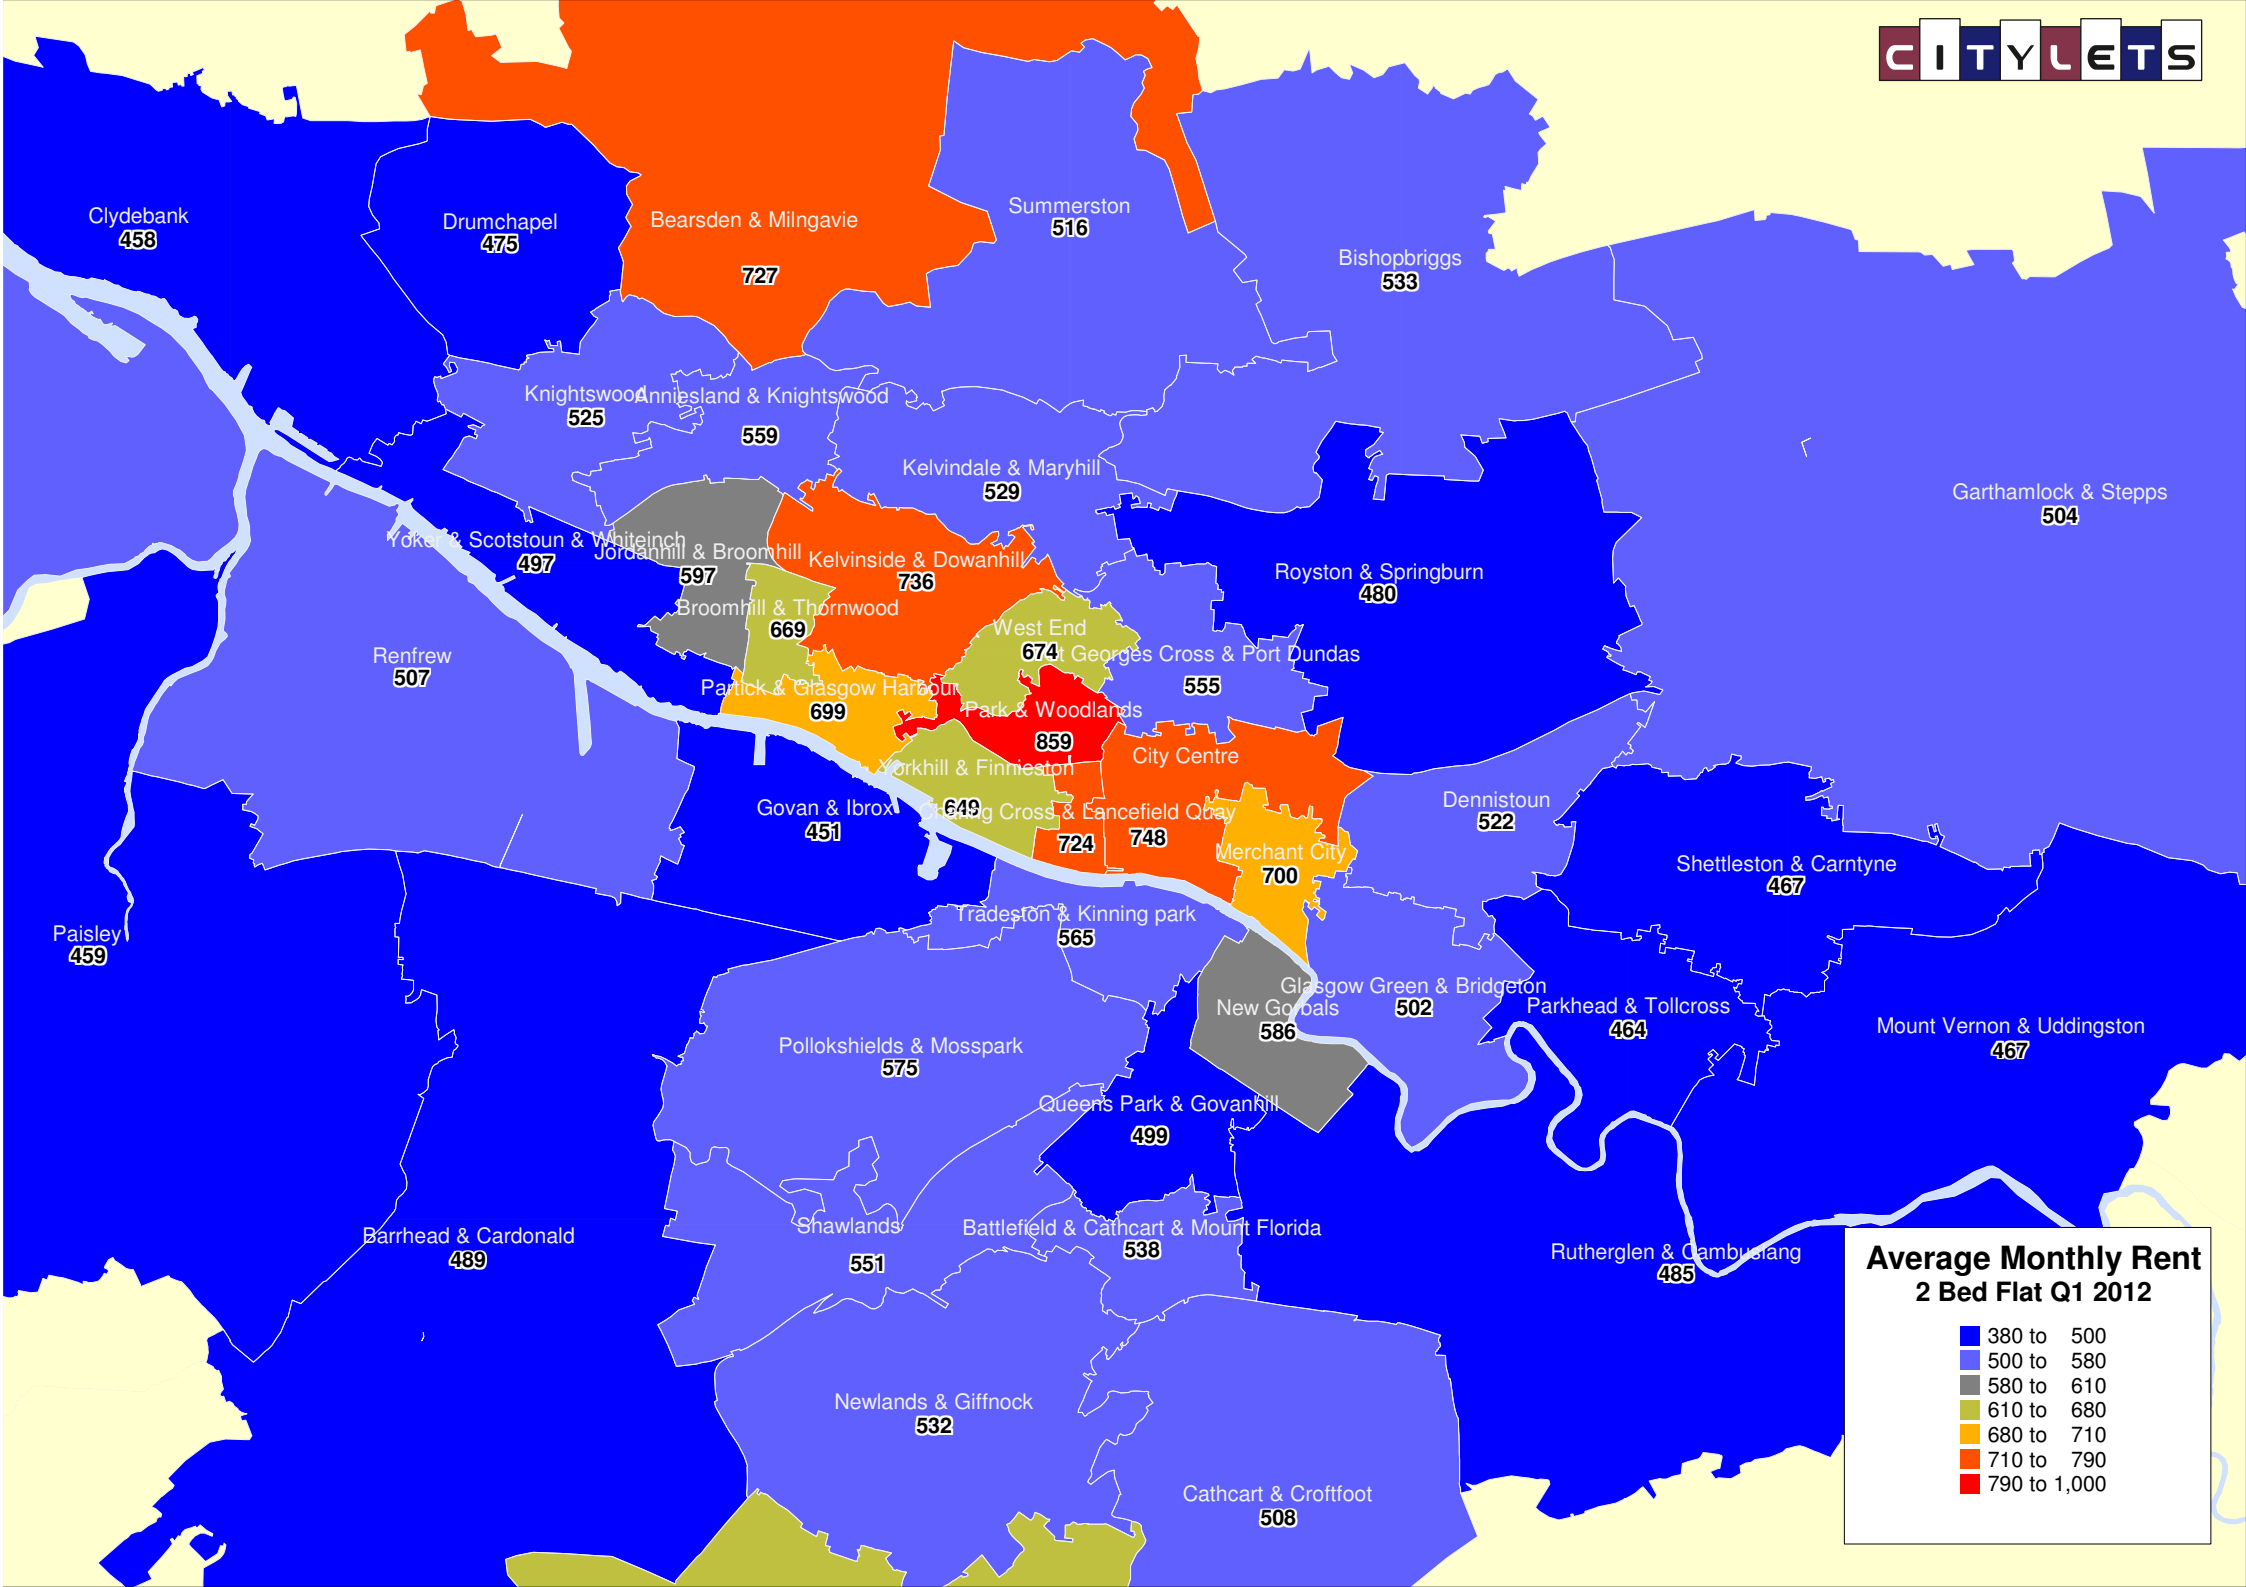 CITYLETS
Clydebank
458
Drumchapel
475
Bearsden & Milngavie
727
Summerston
516
Bishopbriggs
533
Knightswood
525
Anniesland & Knightswood
559
Kelvindale & Maryhill
529
Garthamlock & Stepps
504
Yoker & Scotstoun & Whiteinch
497
Jordanhill & Broomhill
597
Kelvinside & Dowanhill
736
Royston & Springburn
480
Broomhill & Thornwood
669
West End
674
St Georges Cross & Port Dundas
555
Renfrew
507
Partick & Glasgow Harbour
699
Park & Woodlands
859
City Centre
748
Yorkhill & Finnieston
649
Charing Cross & Lancefield Quay
724
Govan & Ibrox
451
Dennistoun
522
Merchant City
700
Shettleston & Carntyne
467
Paisley
459
Tradeston & Kinning park
565
Glasgow Green & Bridgeton
502
New Gorbals
586
Parkhead & Tollcross
464
Mount Vernon & Uddingston
467
Pollokshields & Mosspark
575
Queens Park & Govanhill
499
Barrhead & Cardonald
489
Shawlands
551
Battlefield & Cathcart & Mount Florida
538
Rutherglen & Cambuslang
485
Newlands & Giffnock
532
Cathcart & Croftfoot
508
Average Monthly Rent
2 Bed Flat Q1 2012
380 to 500
500 to 580
580 to 610
610 to 680
680 to 710
710 to 790
790 to 1,000